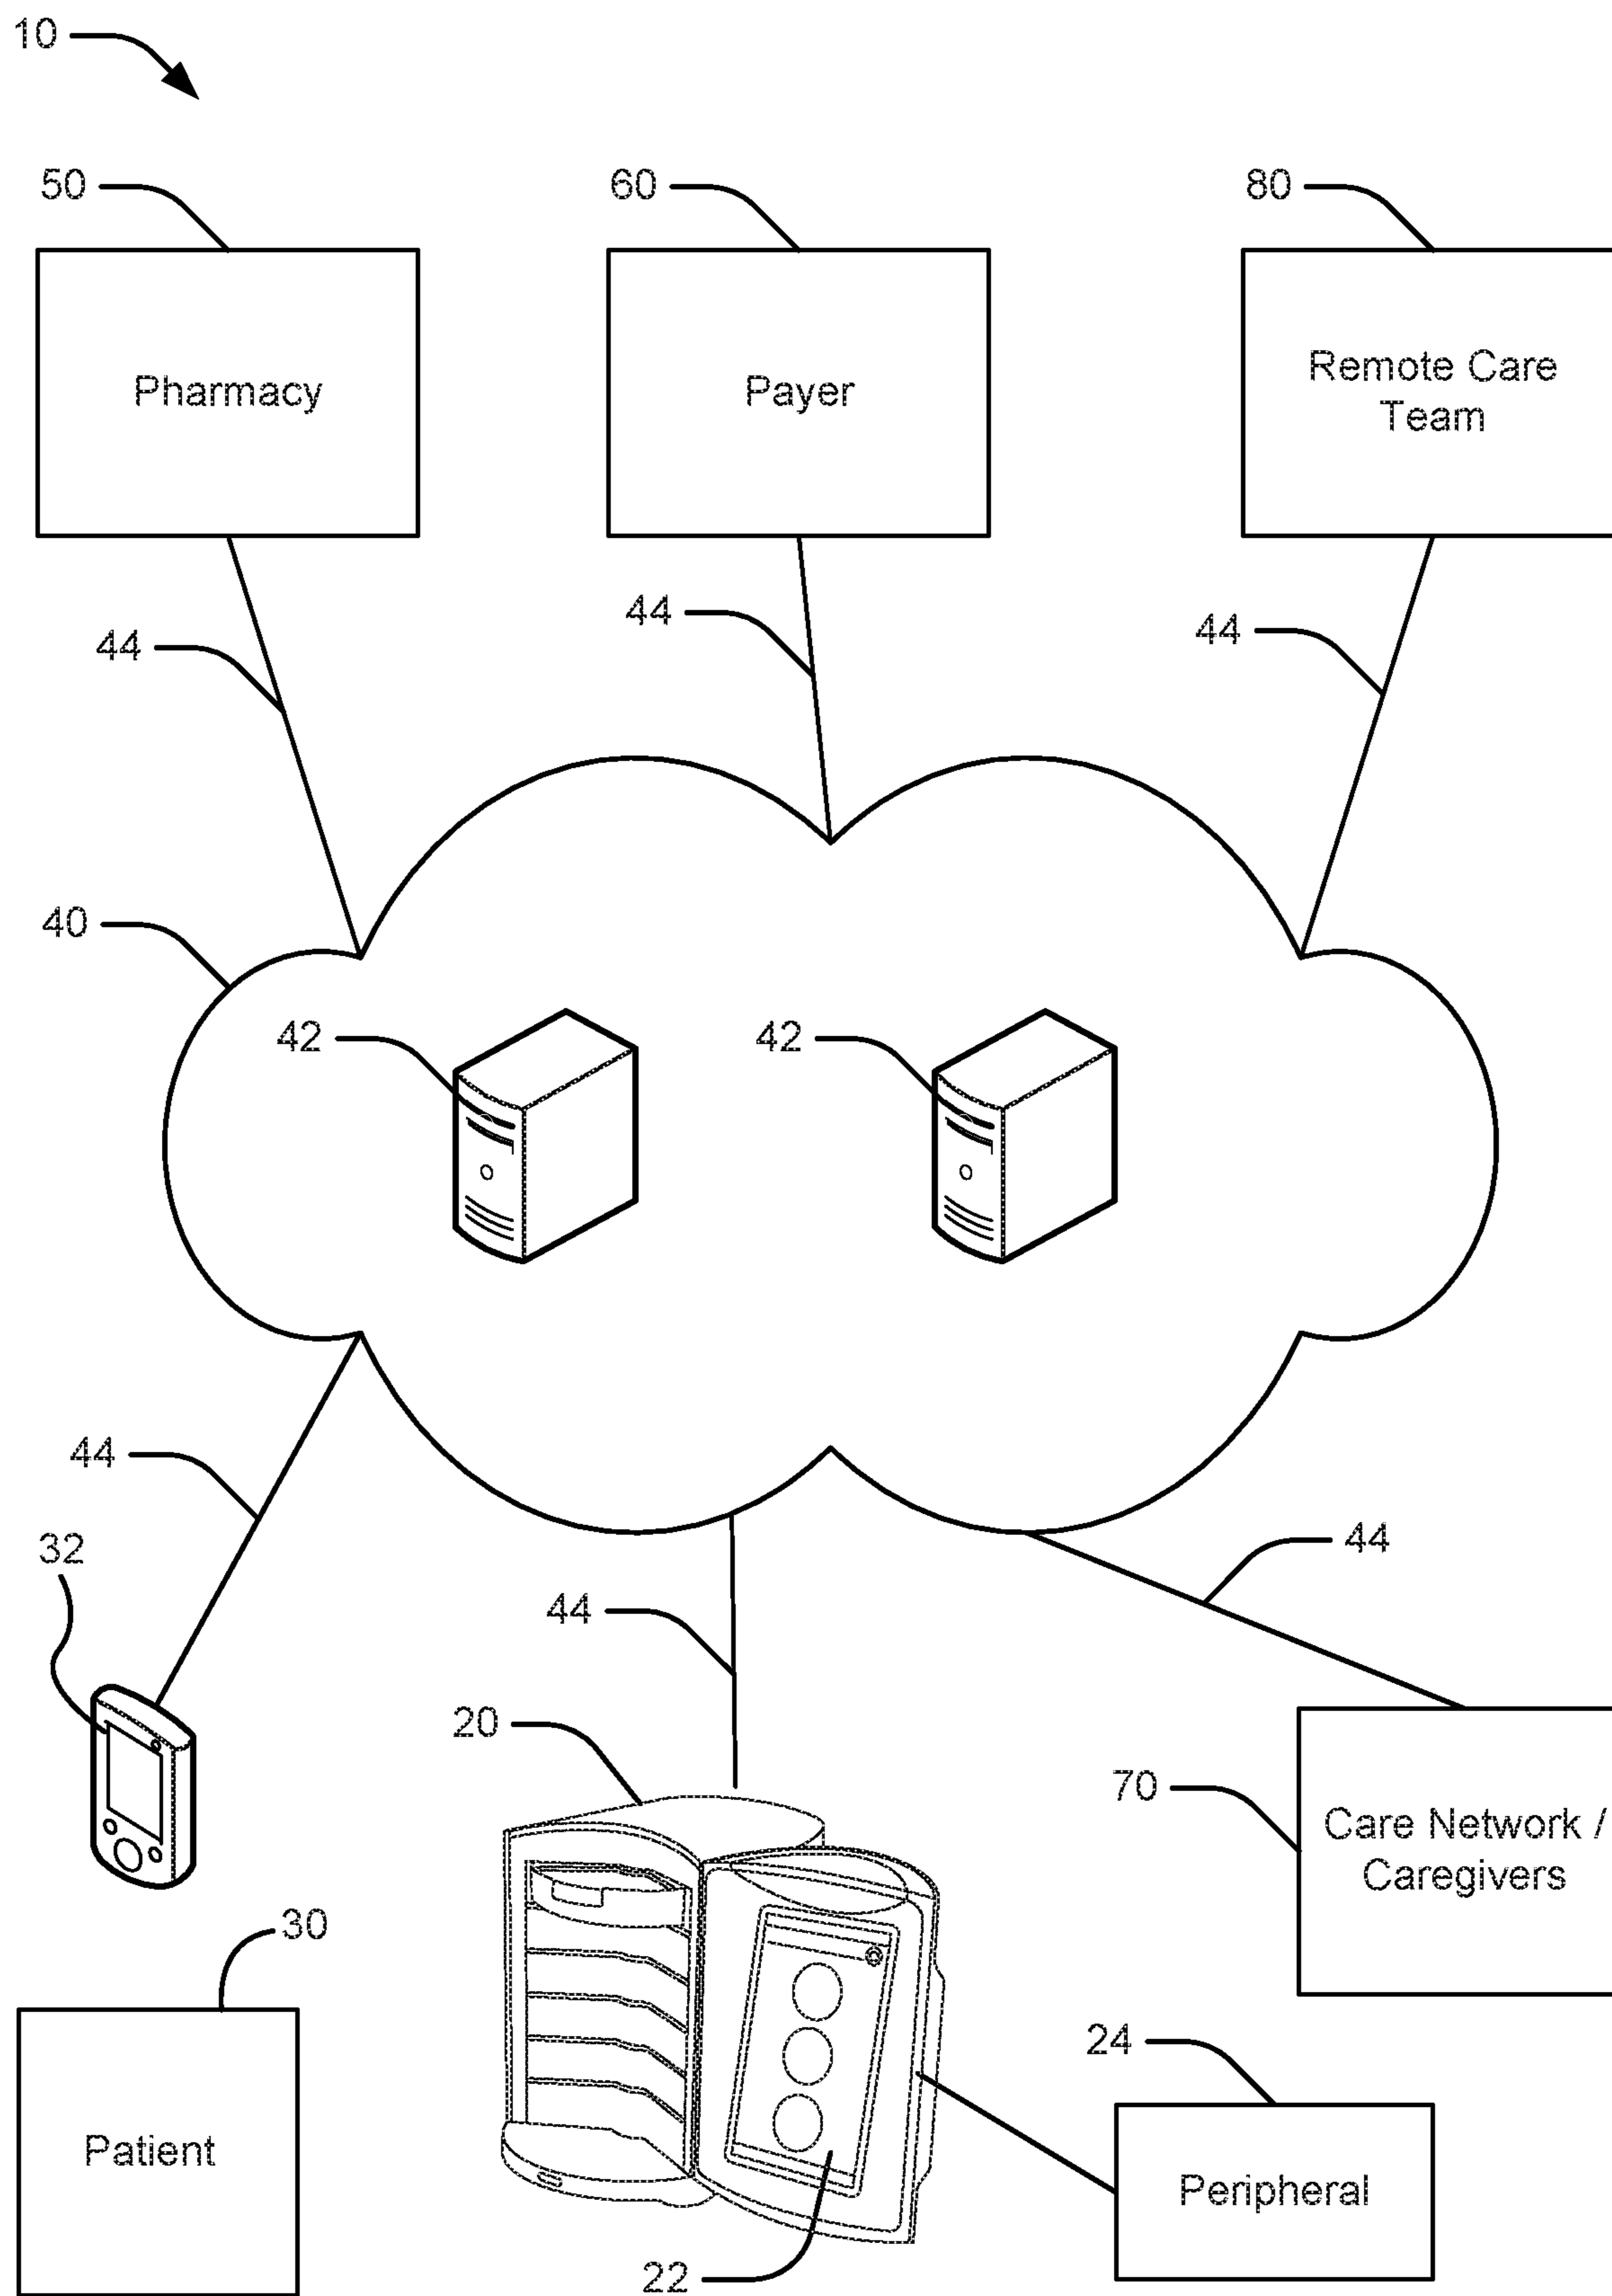 10
50
60
80
Pharmacy
Payer
Remote Care
Team
44
44
44
40
42
42
44
44
32
44
20
70
Care Network /
Caregivers
30
24
Patient
Peripheral
22